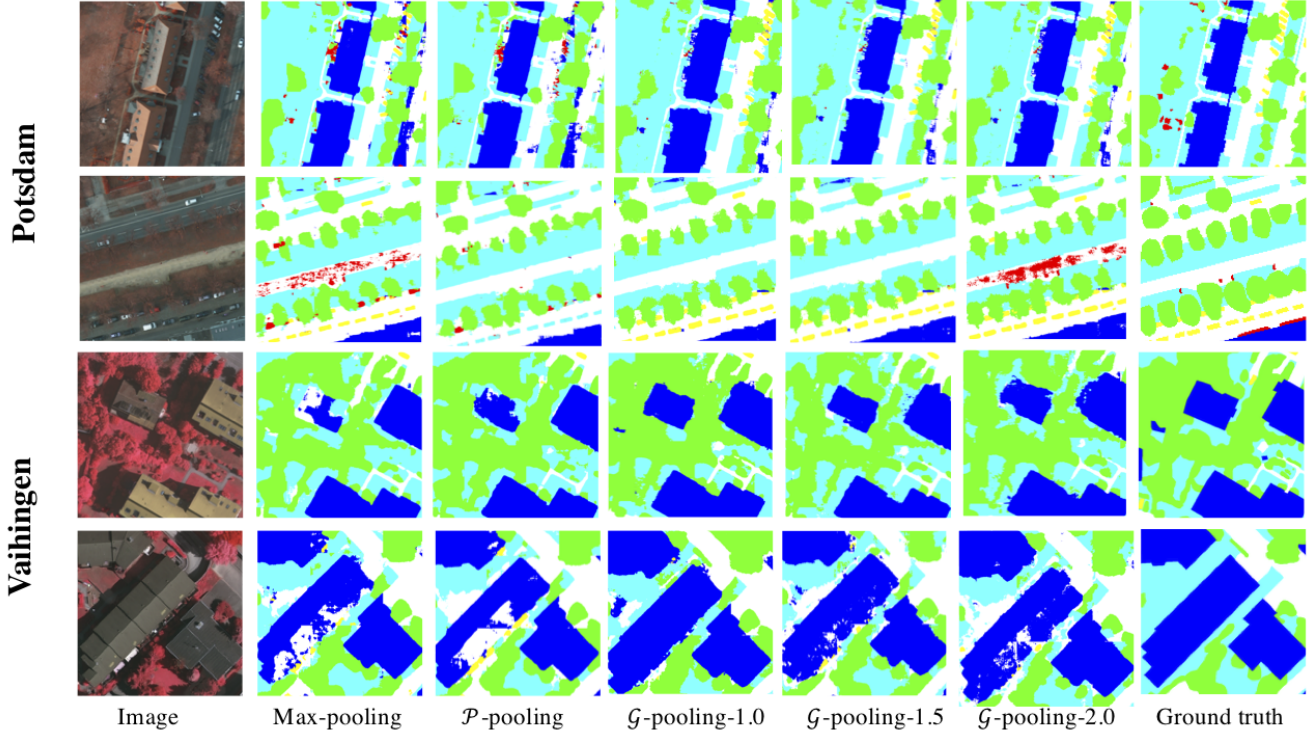 Potsdam
Vaihingen
Image Max-pooling 𝒫-pooling 𝒢-pooling-1.0 𝒢-pooling-1.5 𝒢-pooling-2.0 Ground truth